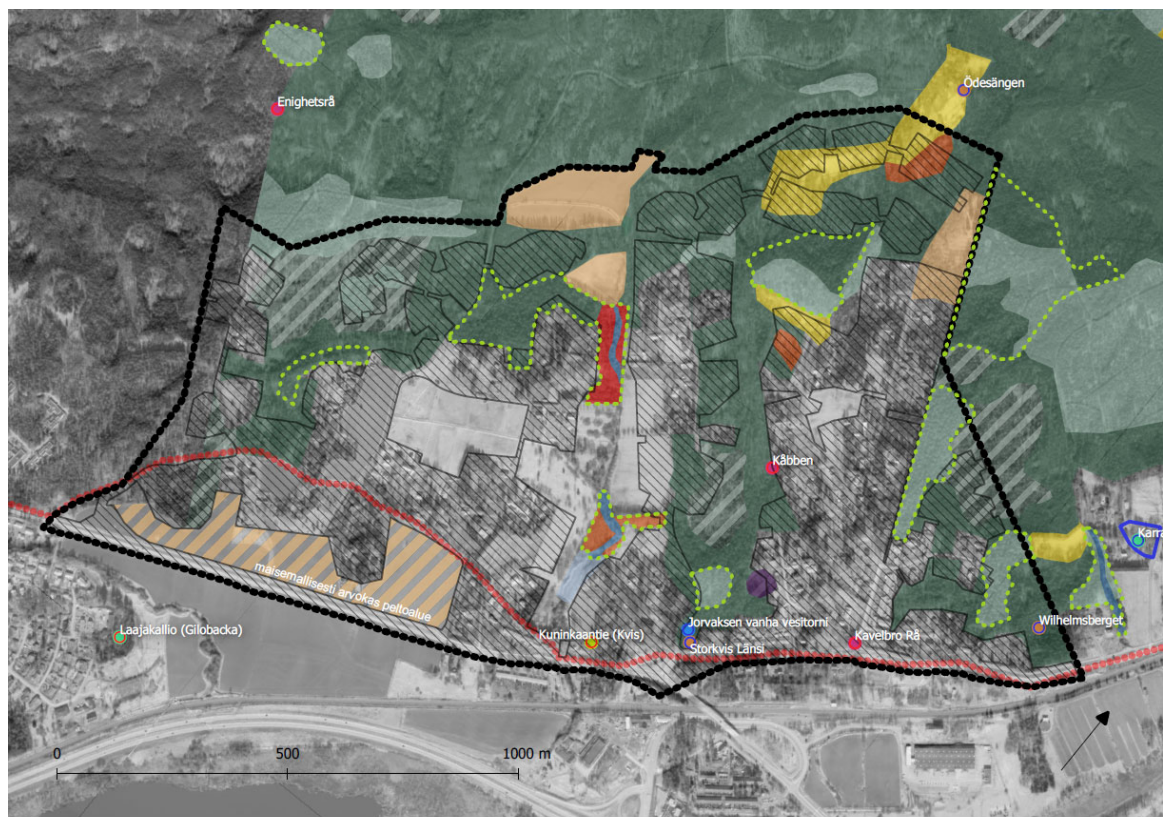 Ödesängen
Enighetsrå
Kåbben
maisemallisesti arvokas peltoalue
Karra
Laajakallio (Gilobacka)
Kuninkaantie (Kvis)
Jorvaksen vanha vesitorni
Storkvis Länsi
Kavelbro Rå
Wilhelmsberget
0 500 1000 m